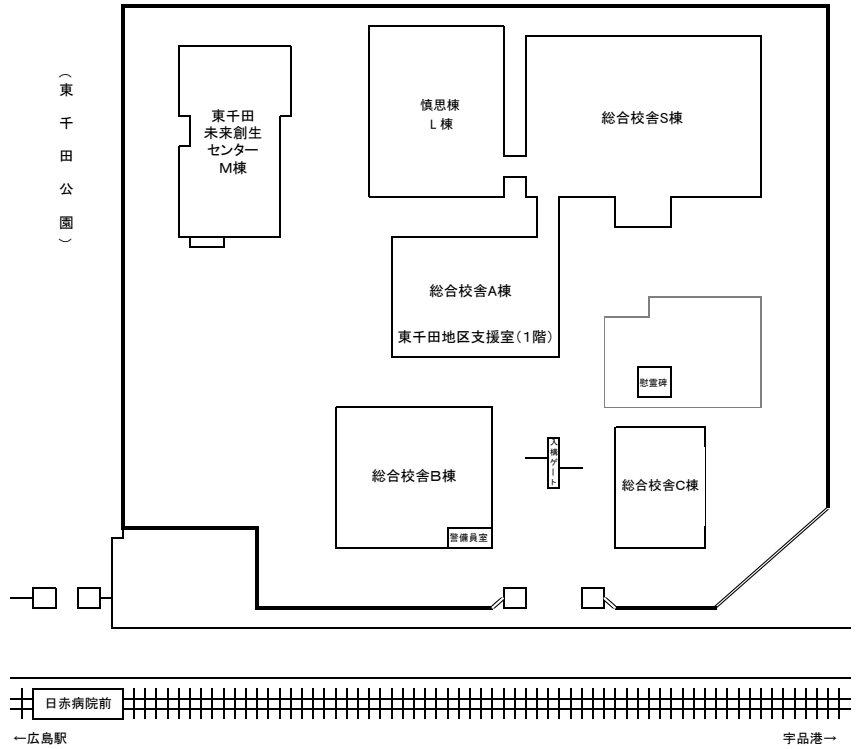 (東千田公園)
東千田
未来創生
センター
M棟
慎思棟
L棟
総合校舎S棟
総合校舎A棟
東千田地区支援室(1階)
慰霊碑
総合校舎B棟
警備員室
入構ゲート
総合校舎C棟
日赤病院前
←広島駅
宇品港→